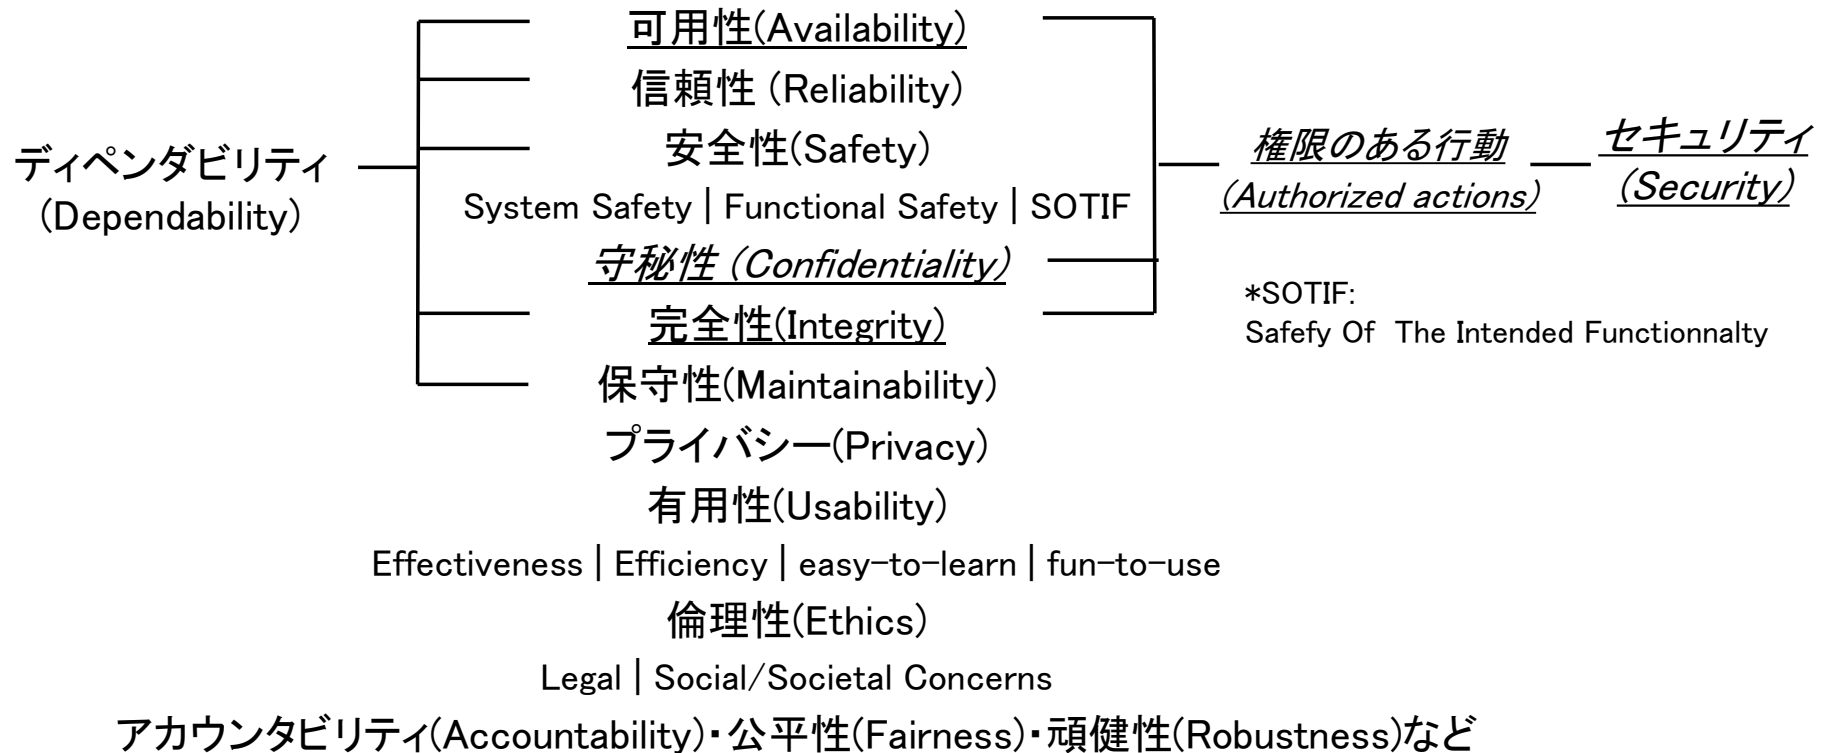 可用性(Availability)
信頼性 (Reliability)
安全性(Safety)
System Safety | Functional Safety | SOTIF
守秘性 (Confidentiality)
完全性(Integrity)
保守性(Maintainability)
プライバシー(Privacy)
有用性(Usability)
Effectiveness | Efficiency | easy-to-learn | fun-to-use
倫理性(Ethics)
Legal | Social/Societal Concerns
アカウンタビリティ(Accountability)・公平性(Fairness)・頑健性(Robustness)など
ディペンダビリティ
(Dependability)
権限のある行動
(Authorized actions)
セキュリティ
(Security)
*SOTIF:
Safefy Of The Intended Functionnalty